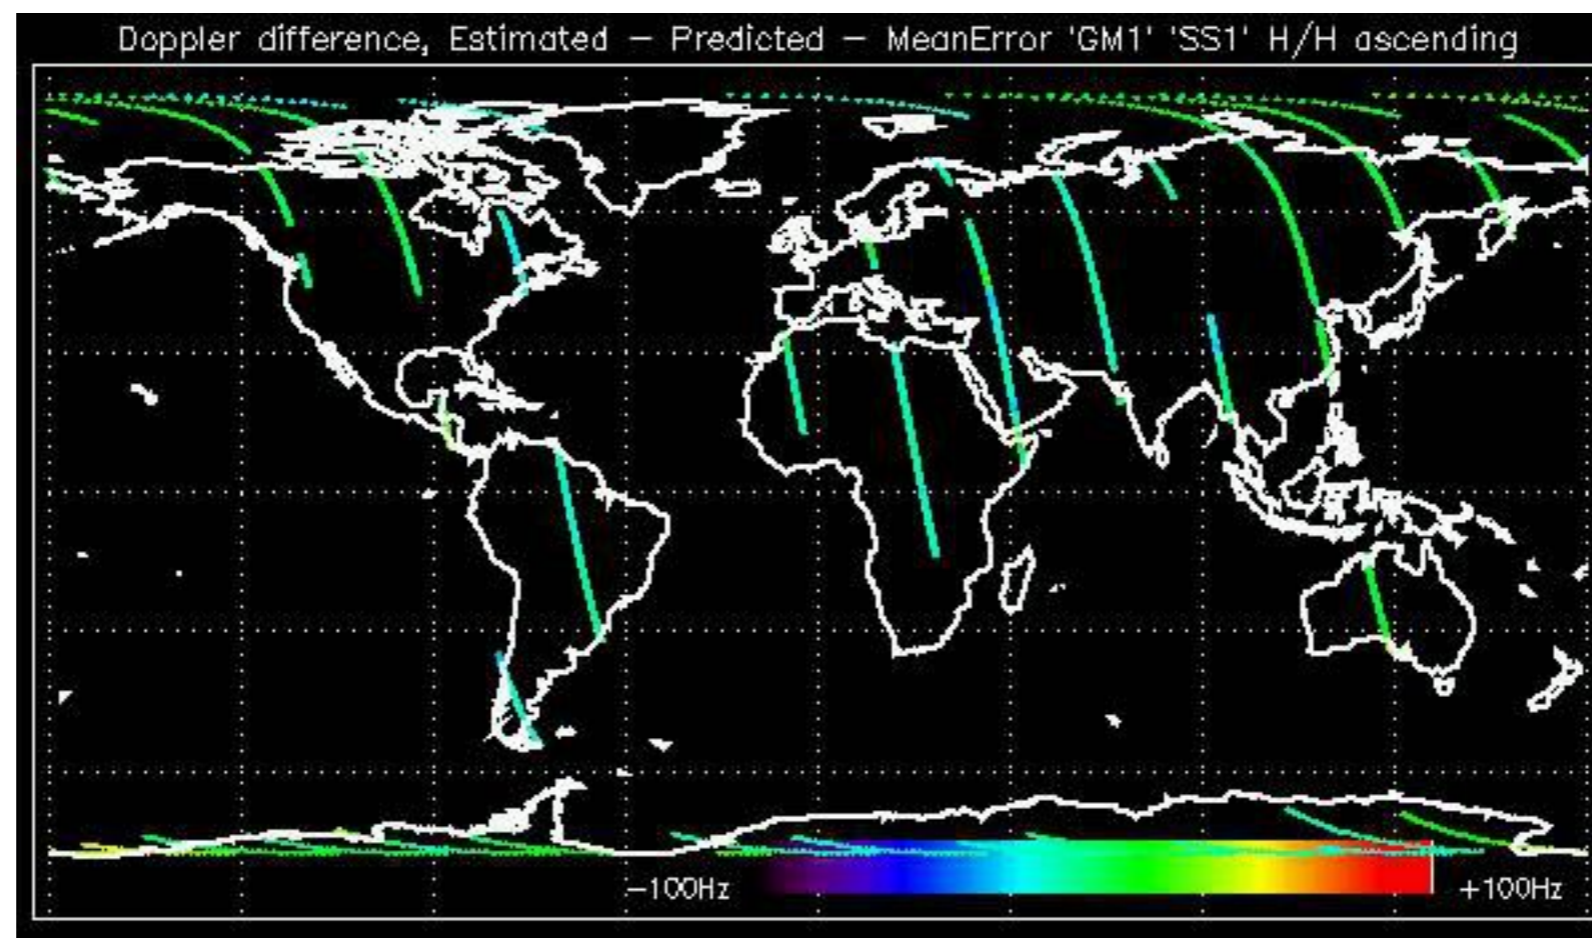 Doppler difference, Estimated – Predicted – MeanError 'GM1' 'SS1' H/H ascending
–100Hz
+100Hz